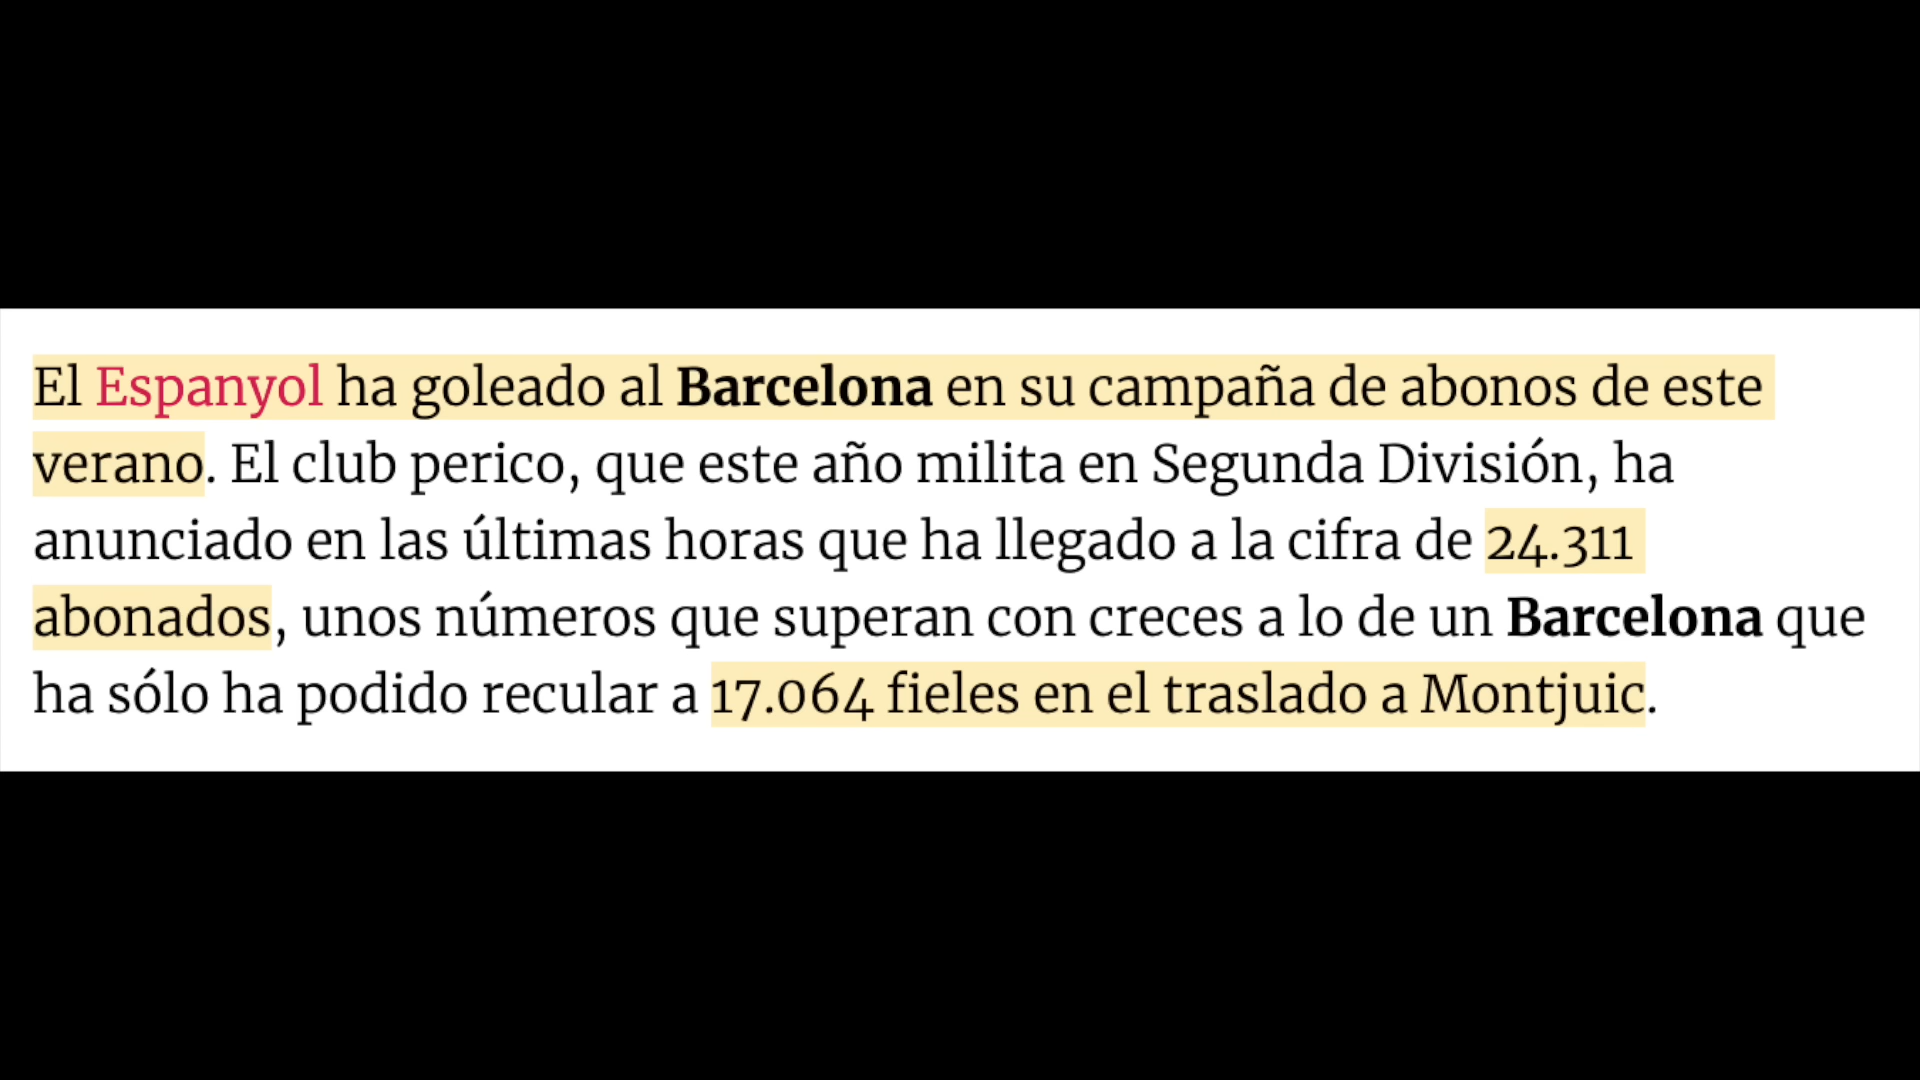 El Espanyol ha goleado al Barcelona en su campaña de abonos de este
verano. El club perico, que este año milita en Segunda División, ha
anunciado en las últimas horas que ha llegado a la cifra de 24.311
abonados, unos números que superan con creces a lo de un Barcelona que
ha sólo ha podido recular a 17.064 fieles en el traslado a Montjuic.